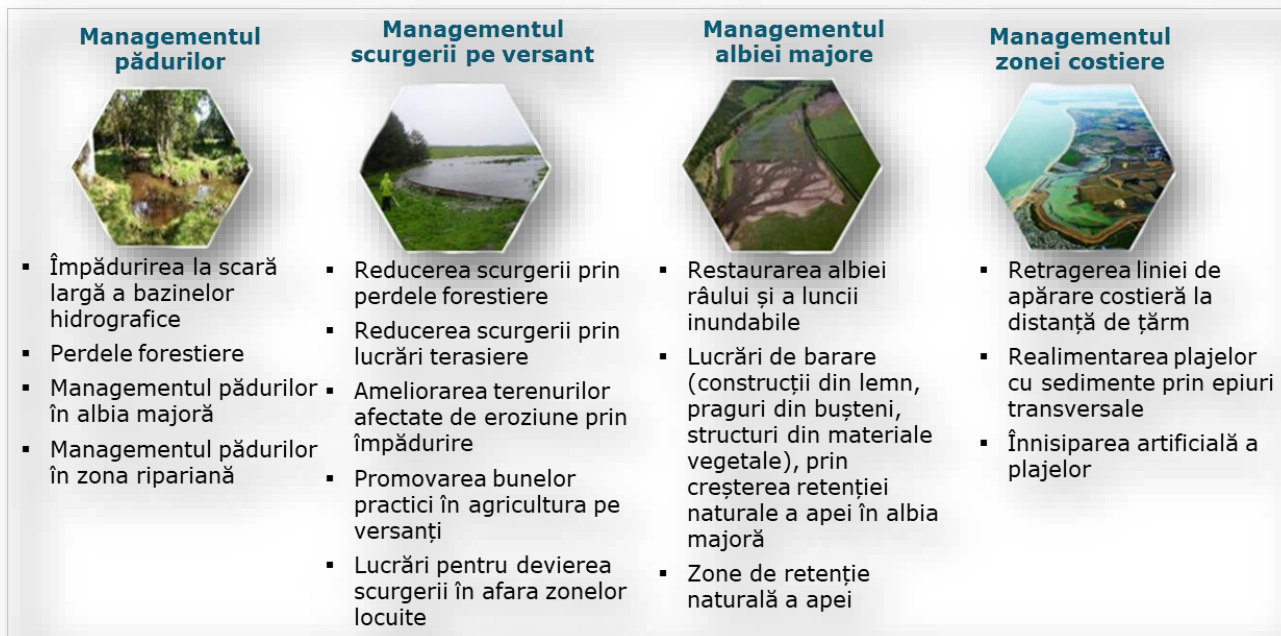 Managementul
pădurilor
▪ Împădurirea la scară
largă a bazinelor
hidrografice
▪ Perdele forestiere
▪ Managementul pădurilor
în albia majoră
▪ Managementul pădurilor
în zona ripariană
Managementul
scurgerii pe versant
▪ Reducerea scurgerii prin
perdele forestiere
▪ Reducerea scurgerii prin
lucrări terasiere
▪ Ameliorarea terenurilor
afectate de eroziune prin
împădurire
▪ Promovarea bunelor
practici în agricultura pe
versanți
▪ Lucrări pentru devierea
scurgerii în afara zonelor
locuite
Managementul
albiei majore
▪ Restaurarea albiei
râului și a luncii
inundabile
▪ Lucrări de barare
(construcții din lemn,
praguri din bușteni,
structuri din materiale
vegetale), prin
creșterea retenției
naturale a apei în albia
majoră
▪ Zone de retenție
naturală a apei
Managementul
zonei costiere
▪ Retragerea liniei de
apărare costieră la
distanță de țărm
▪ Realimentarea plajelor
cu sedimente prin epiuri
transversale
▪ Înnisiparea artificială a
plajelor